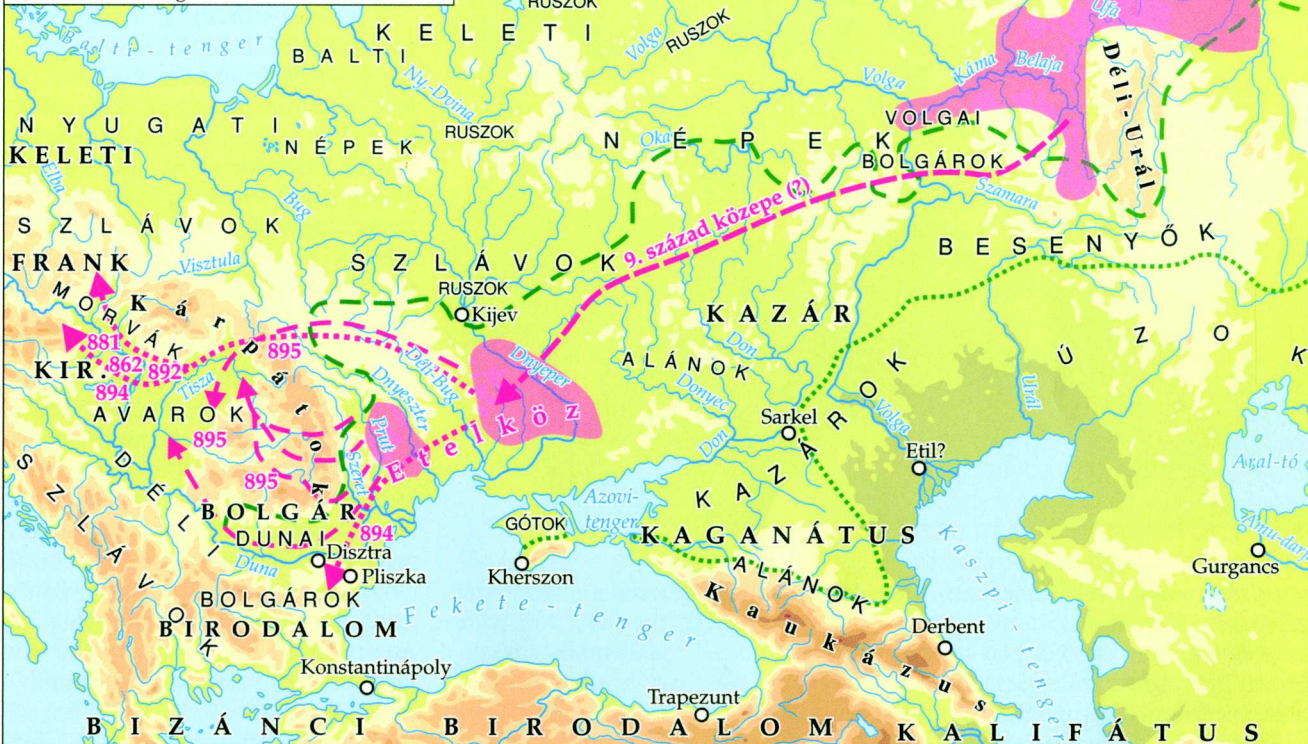 RUSZOK
Balti-tenger
KELETI
BALTI
Volga
RUSZOK
Ufa
Ny.-Dvina
Volga
Káma
Belaja
Déli-Urál
NYUGATI
NÉPEK
RUSZOK
Oka
NÉPEK
VOLGAI
BOLGÁROK
KELETI
Elba
Bug
Szamara
SZLÁVOK
9. század közepe (?)
BESENYŐK
FRANK
Visztula
SZLÁVOK
RUSZOK
Kijev
MORVÁK
Kárpátok
KAZÁR
ÚZOK
881
862
892
895
894
KIR.
Tisza
Déli-Bug
Dnyeszter
Dnyeper
ALÁNOK
Don
Donyec
Volga
Urál
AVAROK
895
Prut
Szeret
Etelköz
Sarkel
Don
Etil?
KAZÁROK
Aral-tó
895
DÉLI
SZLÁVOK
BOLGÁR
DUNAI
894
Azovi-
tenger
GÓTOK
KAGANÁTUS
Amu-dar
Disztra
Duna
Pliszka
Kherszon
ALÁNOK
Kaszpi-tenger
Gurgancs
BOLGÁROK
BIRODALOM
Fekete-tenger
Kaukázus
Derbent
Konstantinápoly
Trapezunt
BIZÁNCI BIRODALOM
KALIFÁTUS